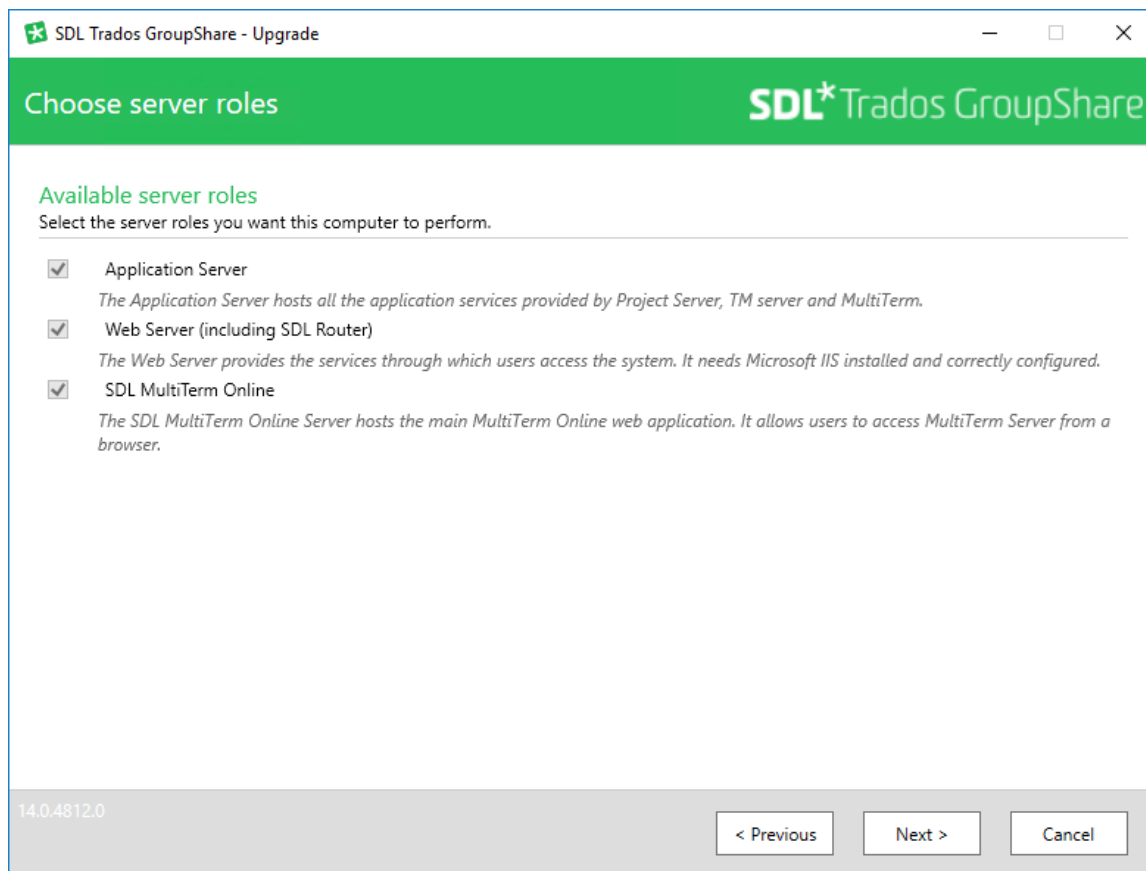 SDL Trados GroupShare - Upgrade
Choose server roles
SDL* Trados GroupShare
Available server roles
Select the server roles you want this computer to perform.
Application Server
The Application Server hosts all the application services provided by Project Server, TM server and MultiTerm.
Web Server (including SDL Router)
The Web Server provides the services through which users access the system. It needs Microsoft IIS installed and correctly configured.
SDL MultiTerm Online
The SDL MultiTerm Online Server hosts the main MultiTerm Online web application. It allows users to access MultiTerm Server from a
browser.
14.0.4812.0
< Previous
Next >
Cancel